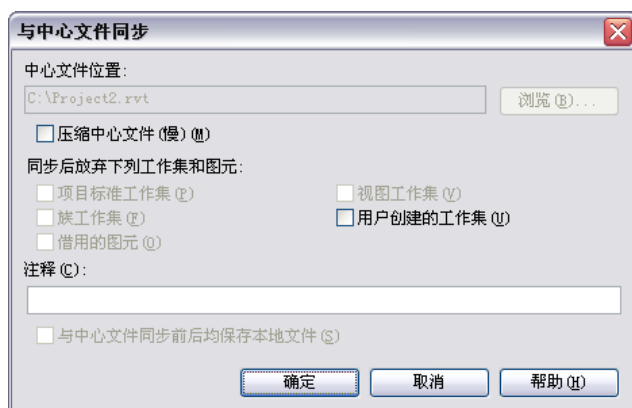 与中心文件同步
中心文件位置:
C:\Project2.rvt
浏览(B)...
压缩中心文件(慢)(M)
同步后放弃下列工作集和图元:
项目标准工作集(P)
视图工作集(V)
族工作集(F)
用户创建的工作集(U)
借用的图元(O)
注释(C):
与中心文件同步前后均保存本地文件(S)
确定
取消
帮助(H)